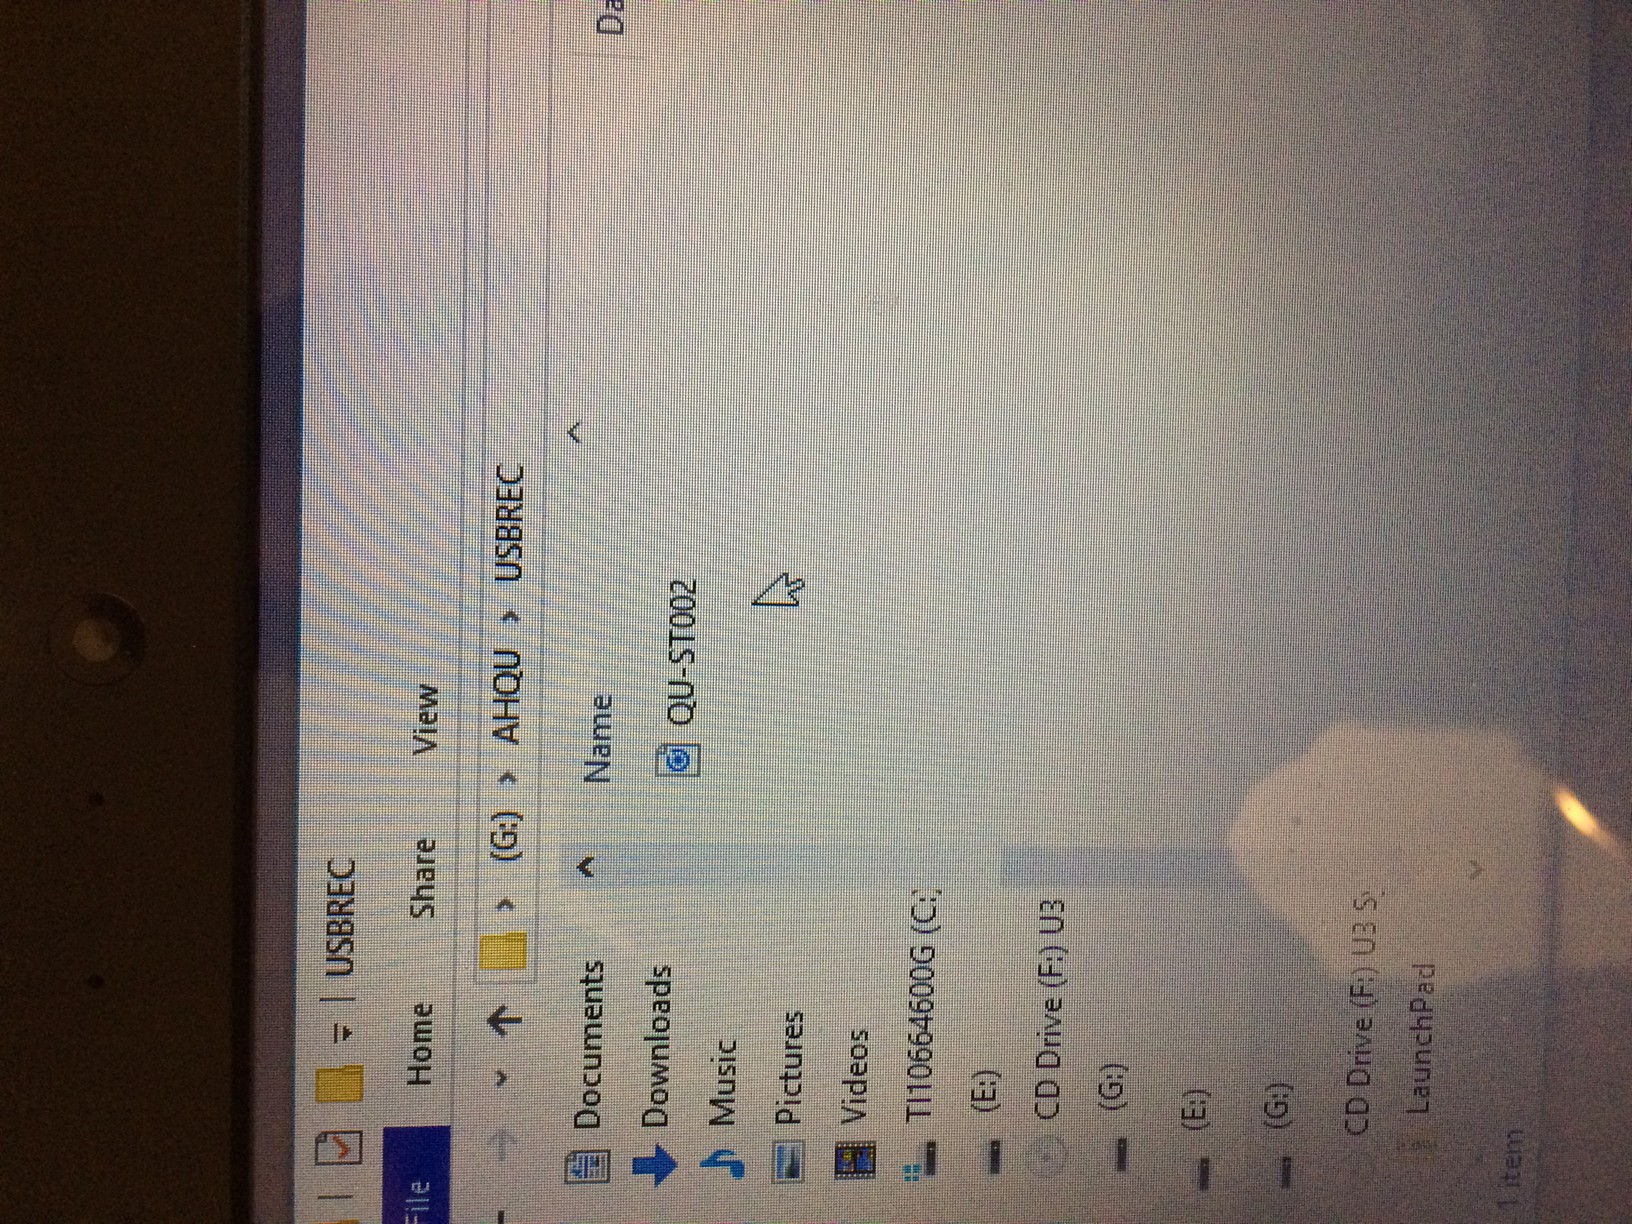 | USBREC
File Home Share View
(G:) AHQU USBREC
Documents
Downloads
Music
Pictures
Videos
TI10664600G (C:)
(E:)
CD Drive (F:) U3
(G:)
(E:)
(G:)
CD Drive (F:) U3 S
LaunchPad
Name Da
QU-ST002
1 item